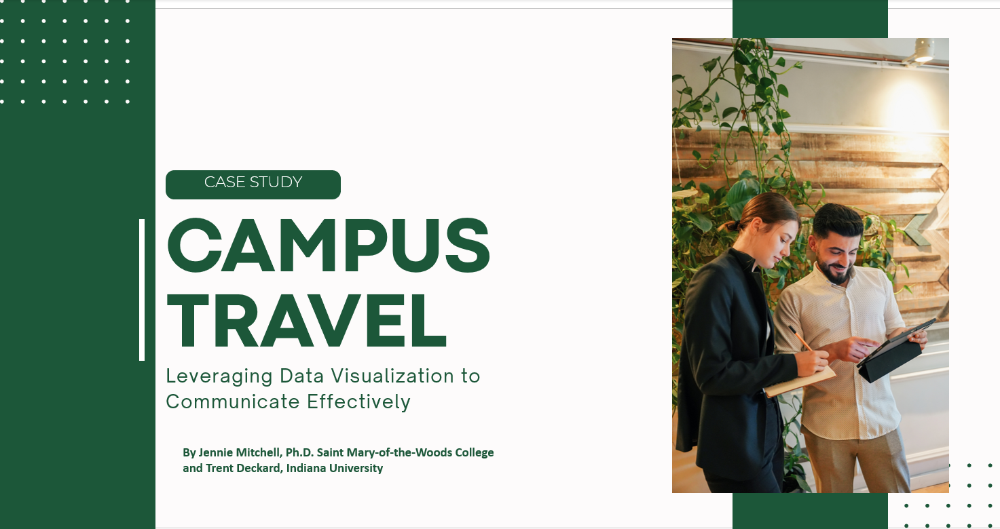 CASE STUDY
CAMPUS
TRAVEL
Leveraging Data Visualization to
Communicate Effectively
By Jennie Mitchell, Ph.D. Saint Mary-of-the-Woods College
and Trent Deckard, Indiana University